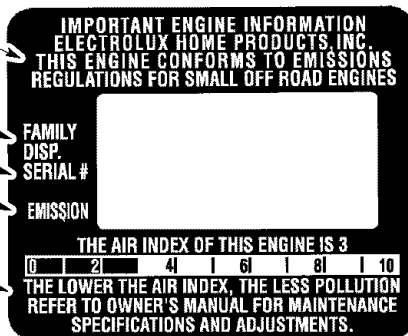 IMPORTANT ENGINE INFORMATION
ELECTROLUX HOME PRODUCTS, INC.
THIS ENGINE CONFORMS TO EMISSIONS
REGULATIONS FOR SMALL OFF ROAD ENGINES
FAMILY
DISP.
SERIAL #
EMISSION
THE AIR INDEX OF THIS ENGINE IS 3
0 2 4 6 8 10
THE LOWER THE AIR INDEX, THE LESS POLLUTION
REFER TO OWNER'S MANUAL FOR MAINTENANCE
SPECIFICATIONS AND ADJUSTMENTS.